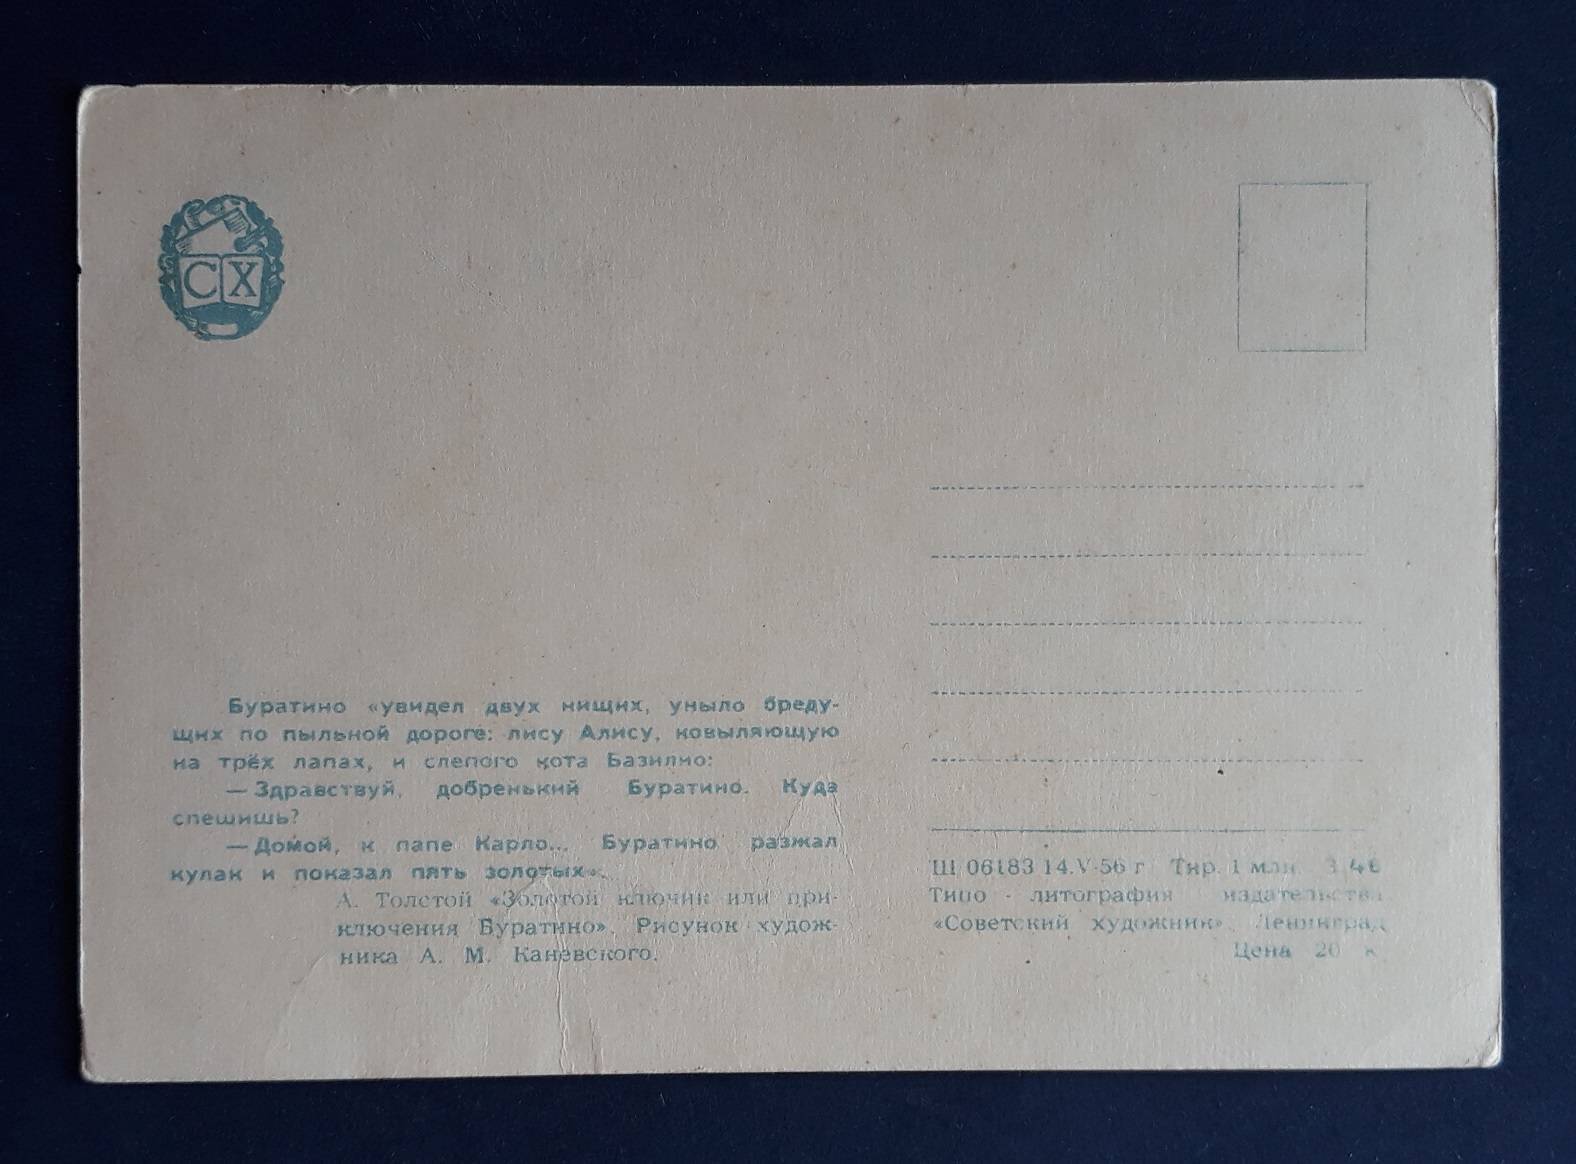 СХ
Буратино «увидел двух нищих, уныло бреду-
щих по пыльной дороге: лису Алису, ковыляющую
на трёх лапах, и слепого кота Базилио:
— Здравствуй, добренький Буратино. Куда
спешишь?
— Домой, к папе Карло... Буратино разжал
кулак и показал пять золотых».
А. Толстой «Золотой ключик или при-
ключения Буратино». Рисунок худож-
ника А. М. Каневского.
Ш 06183 14.V-56 г Тир. 1 млн.
Типо - литография издательства
«Советский художник». Ленинград
Цена 20 к